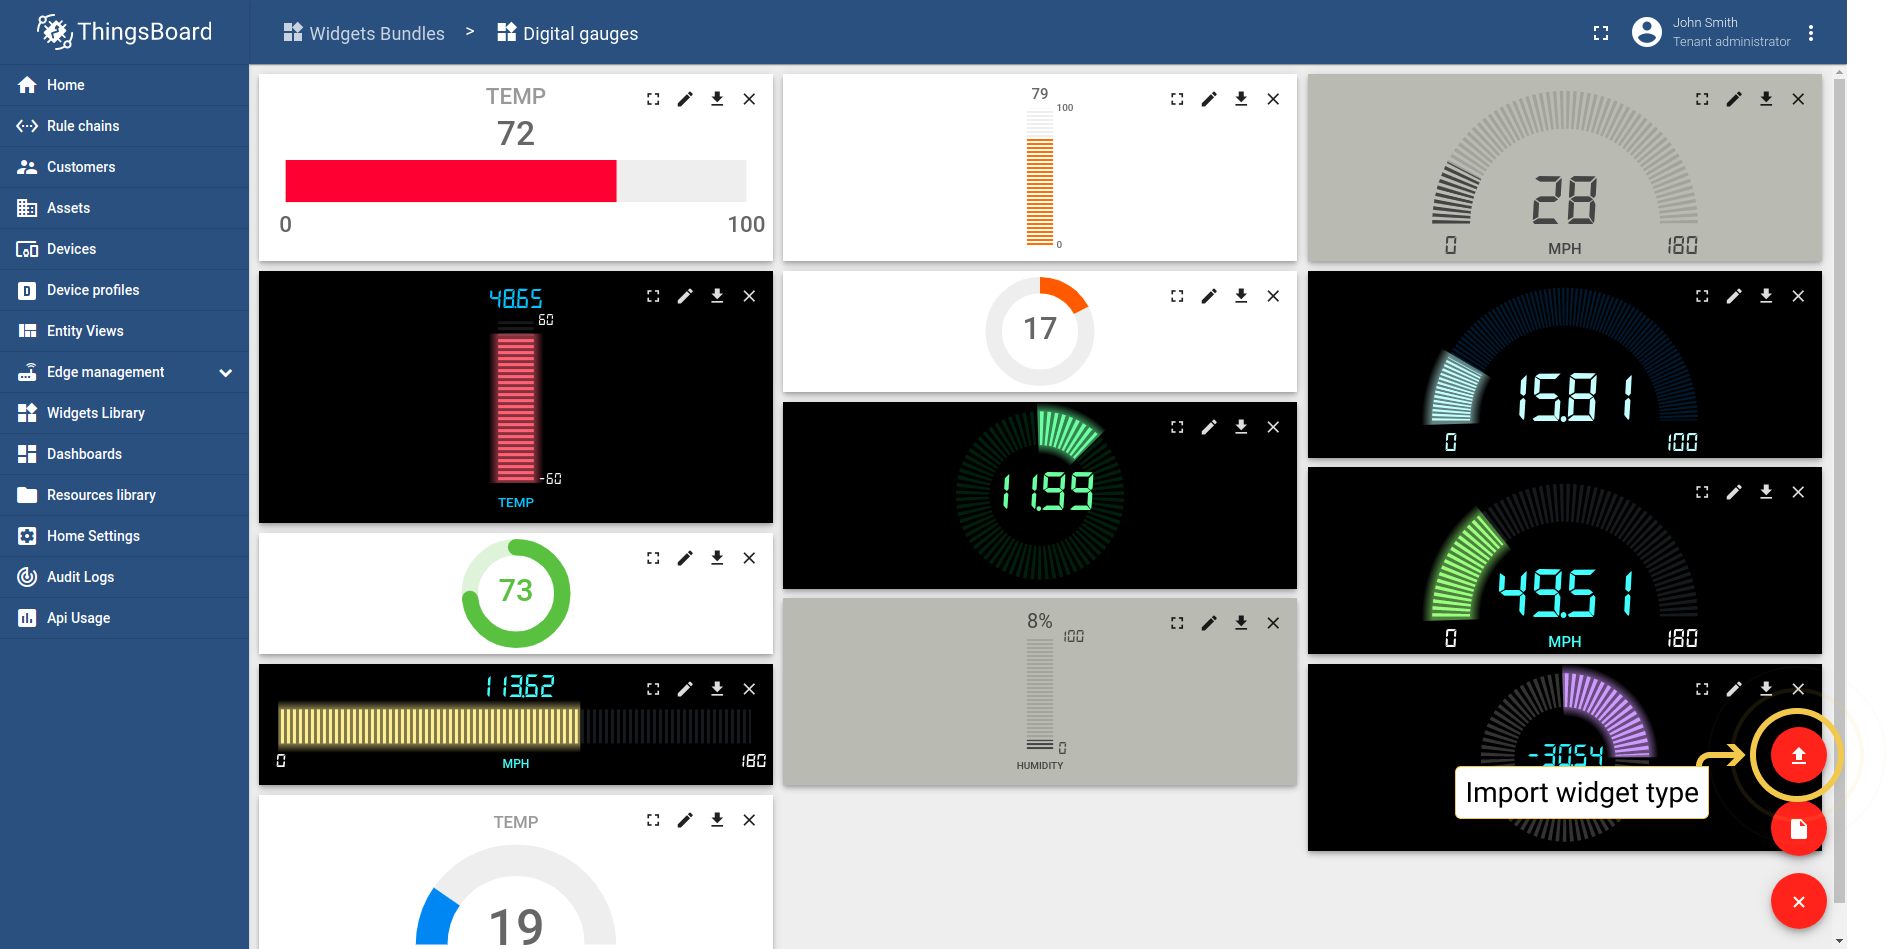 ThingsBoard
Widgets Bundles > Digital gauges
John Smith
Tenant administrator
Home
Rule chains
Customers
Assets
Devices
Device profiles
Entity Views
Edge management
Widgets Library
Dashboards
Resources library
Home Settings
Audit Logs
Api Usage
TEMP
72
0 100
48.65
60
-60
TEMP
73
113.62
0 180
MPH
TEMP
19
79
100
0
17
11.99
8%
100
0
HUMIDITY
28
0 MPH 180
15.81
0 100
49.51
0 MPH 180
-30.54
Import widget type